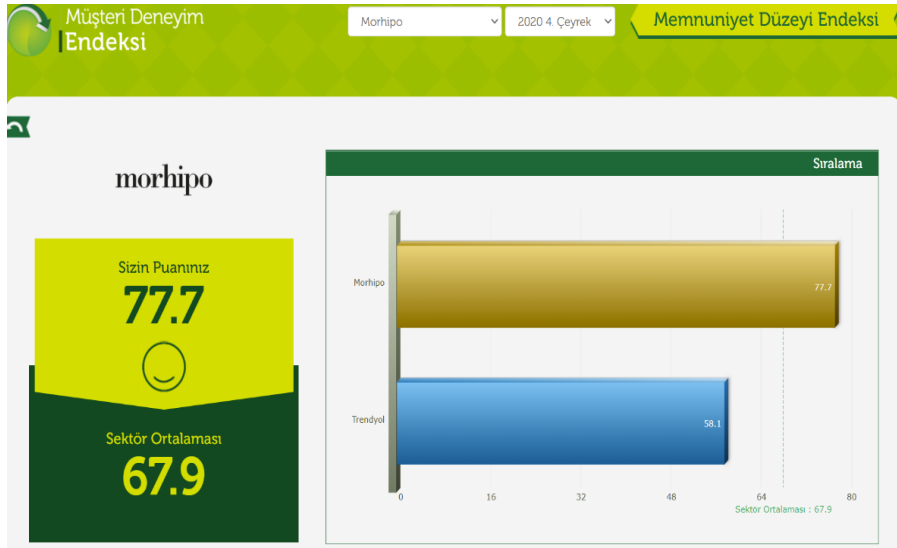 Müşteri Deneyim
Endeksi
Morhipo
2020 4. Çeyrek
Memnuniyet Düzeyi Endeksi
morhipo
Sizin Puanınız
77.7
Sektör Ortalaması
67.9
Sıralama
Morhipo
77.7
Trendyol
58.1
0 16 32 48 64 80
Sektor Ortalaması : 67.9